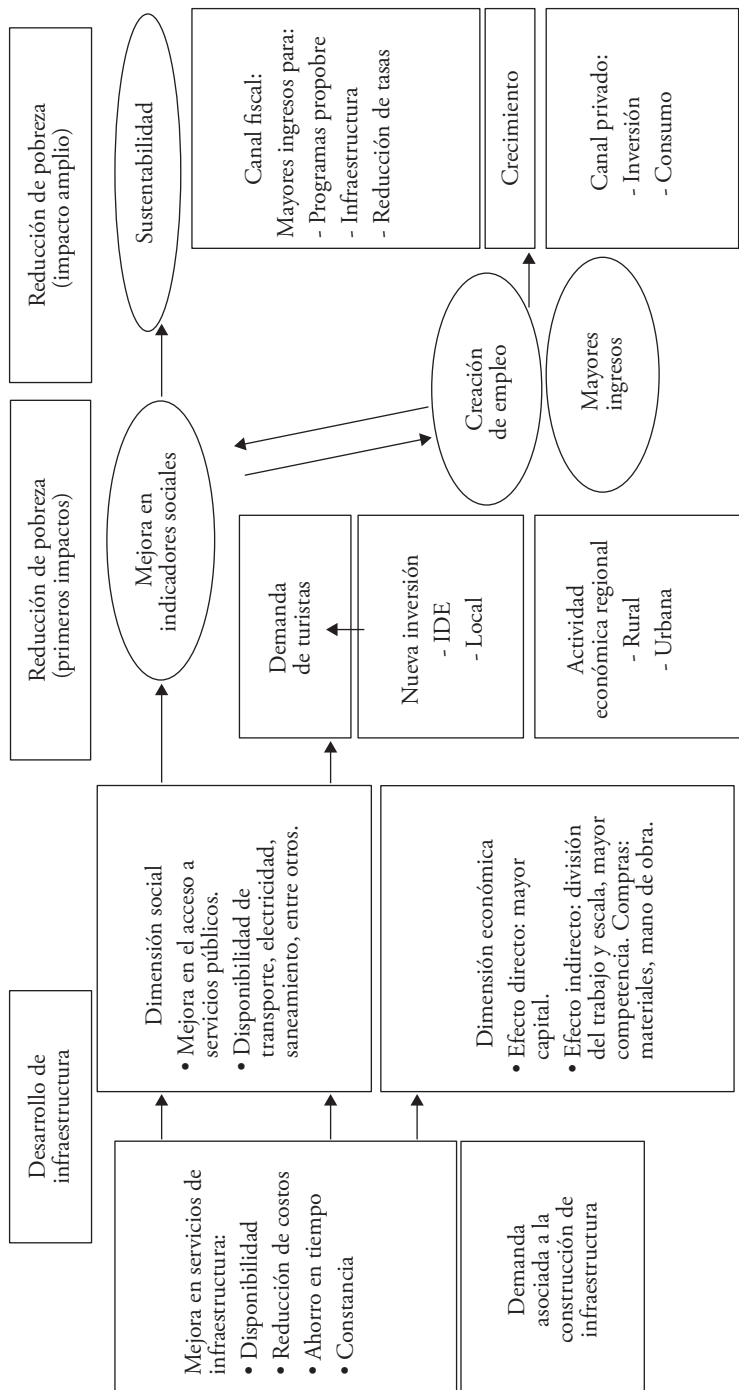 Desarrollo de
infraestructura
Reducción de pobreza
(primeros impactos)
Reducción de pobreza
(impacto amplio)
Mejora en servicios de
infraestructura:
• Disponibilidad
• Reducción de costos
• Ahorro en tiempo
• Constancia
Demanda
asociada a la
construcción de
infraestructura
Dimensión social
• Mejora en el acceso a
servicios públicos.
• Disponibilidad de
transporte, electricidad,
saneamiento, entre otros.
Dimensión económica
• Efecto directo: mayor
capital.
• Efecto indirecto: división
del trabajo y escala, mayor
competencia. Compras:
materiales, mano de obra.
Mejora en
indicadores sociales
Demanda
de turistas
Nueva inversión
- IDE
- Local
Actividad
económica regional
- Rural
- Urbana
Creación
de empleo
Mayores
ingresos
Sustentabilidad
Canal fiscal:
Mayores ingresos para:
- Programas propobre
- Infraestructura
- Reducción de tasas
Crecimiento
Canal privado:
- Inversión
- Consumo